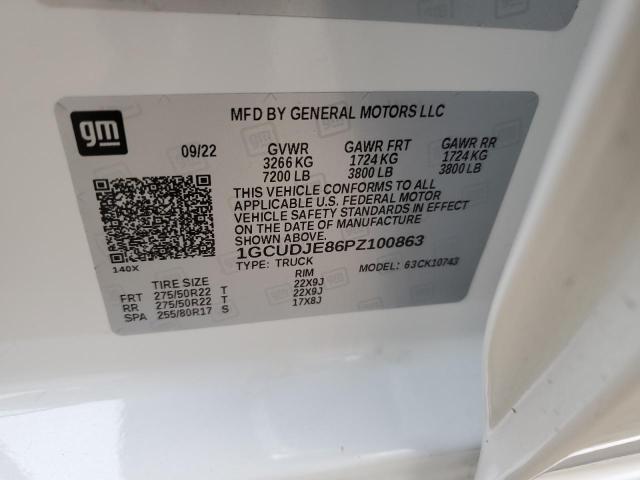 gm
MFD BY GENERAL MOTORS LLC
09/22 GVWR GAWR FRT GAWR RR
3266 KG 1724 KG 1724 KG
7200 LB 3800 LB 3800 LB
THIS VEHICLE CONFORMS TO ALL
APPLICABLE U.S. FEDERAL MOTOR
VEHICLE SAFETY STANDARDS IN EFFECT
ON THE DATE OF MANUFACTURE
SHOWN ABOVE.
1GCUDJE86PZ100863
140X TYPE: TRUCK MODEL: 63CK10743
TIRE SIZE RIM
FRT 275/50R22 T 22X9J
RR 275/50R22 T 22X9J
SPA 255/80R17 S 17X8J